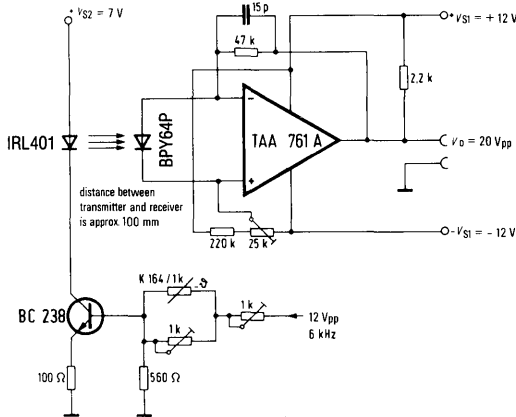 + VS2 = 7 V
15 p
47 k
+ VS1 = + 12 V
2,2 k
IRL401
BPY64P
−
TAA 761 A
+
vo = 20 Vpp
distance between
transmitter and receiver
is approx. 100 mm
220 k
25 k
-VS1 = - 12 V
K 164 / 1k
-ϑ
BC 238
1 k
1 k
12 Vpp
6 kHz
100 Ω
560 Ω